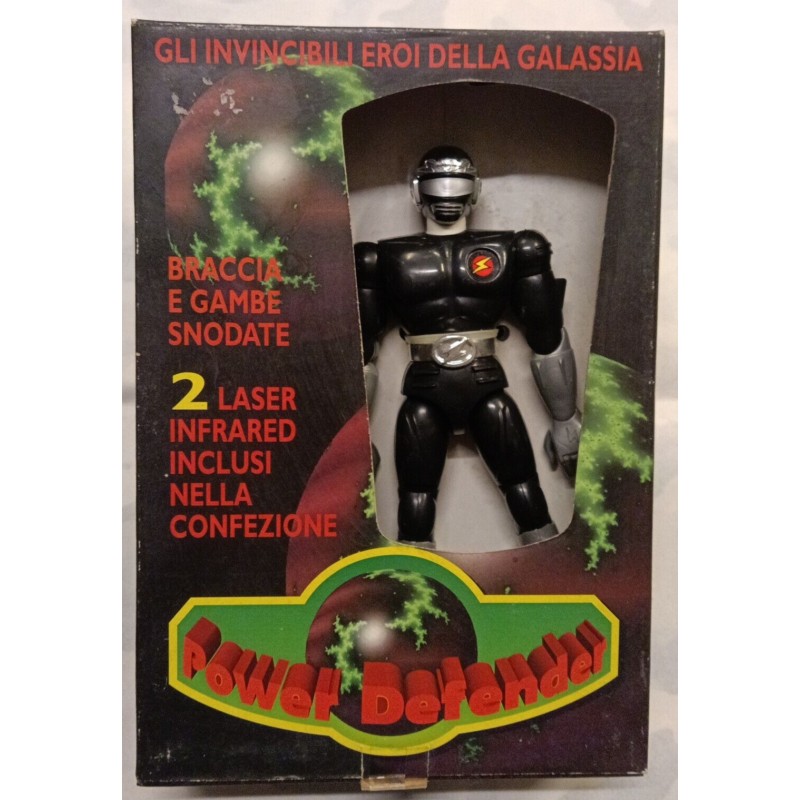 GLI INVINCIBILI EROI DELLA GALASSIA
BRACCIA
E GAMBE
SNODATE
2 LASER
INFRARED
INCLUSI
NELLA
CONFEZIONE
Power Defender